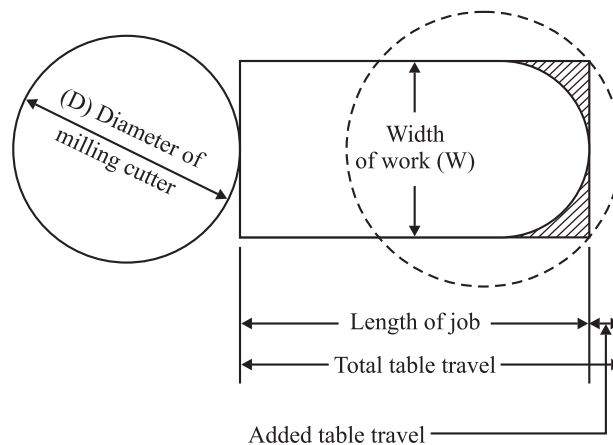 (D) Diameter of
milling cutter
Width
of work (W)
Length of job
Total table travel
Added table travel